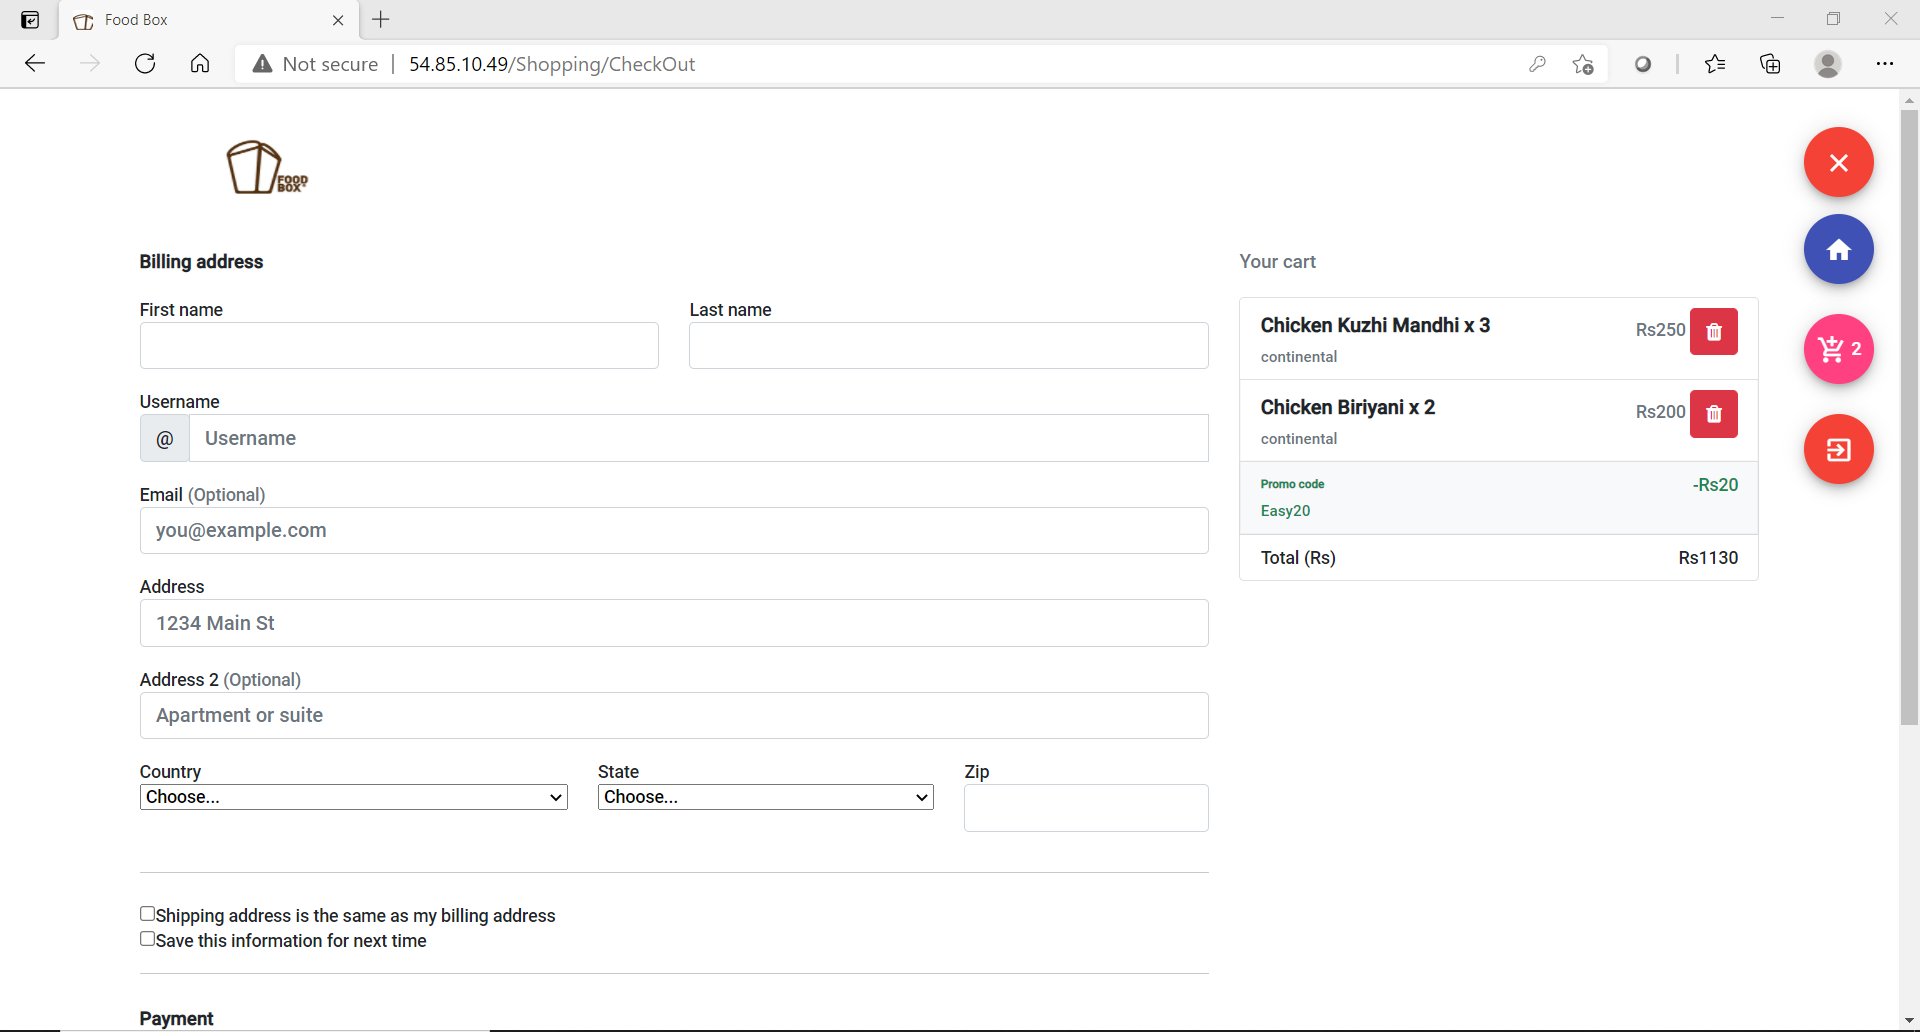 Food Box
Not secure
54.85.10.49/Shopping/CheckOut
FOOD
BOX
Billing address
Your cart
First name
Last name
Chicken Kuzhi Mandhi x 3
Rs250
continental
2
Username
@
Username
Chicken Biriyani x 2
Rs200
continental
Email (Optional)
you@example.com
Promo code
-Rs20
Easy20
Total (Rs)
Rs1130
Address
1234 Main St
Address 2 (Optional)
Apartment or suite
Country
State
Zip
Choose...
Choose...
Shipping address is the same as my billing address
Save this information for next time
Payment